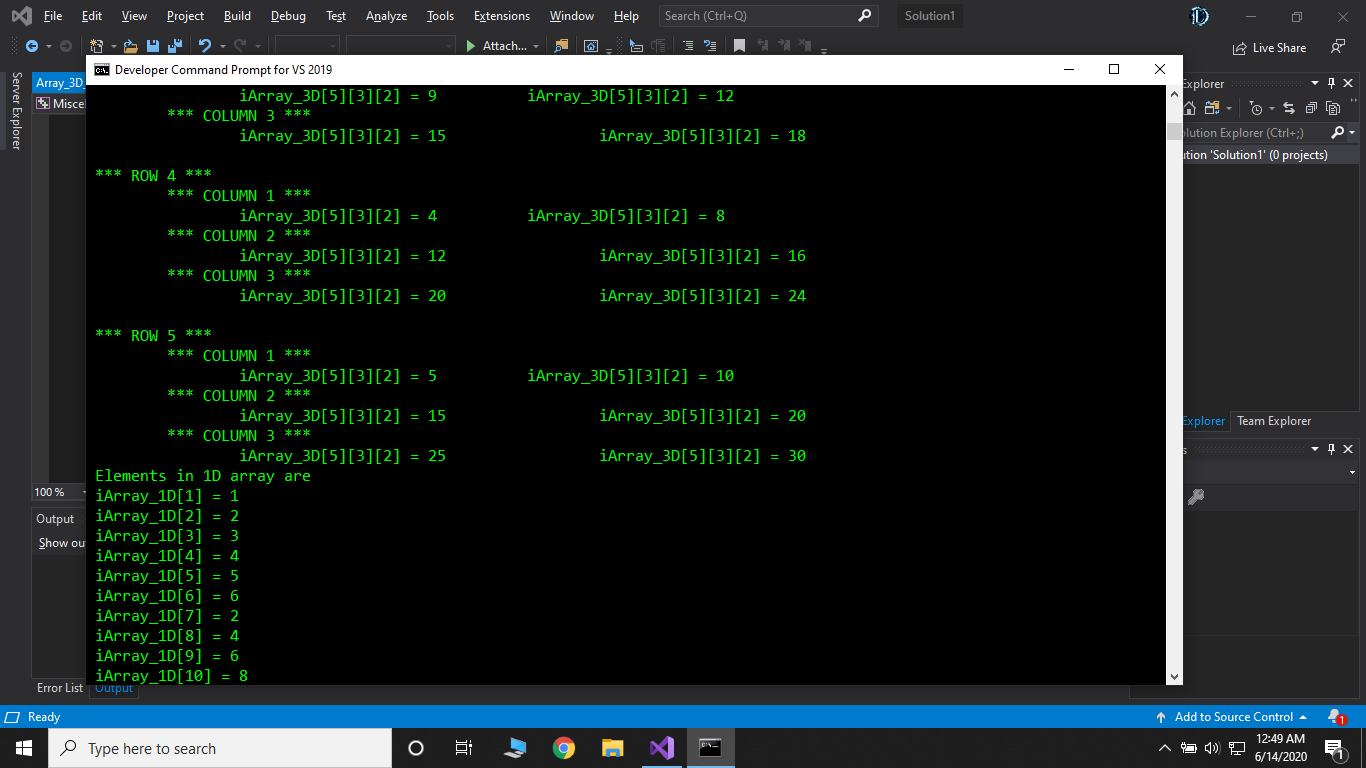 File Edit View Project Build Debug Test Analyze Tools Extensions Window Help Search (Ctrl+Q) Solution1
Attach... Live Share
Developer Command Prompt for VS 2019
Array_3D_ Explorer
Server Explorer
Miscel
iArray_3D[5][3][2] = 9 iArray_3D[5][3][2] = 12
*** COLUMN 3 ***
iArray_3D[5][3][2] = 15 iArray_3D[5][3][2] = 18
olution Explorer (Ctrl+;)
ution 'Solution1' (0 projects)
*** ROW 4 ***
*** COLUMN 1 ***
iArray_3D[5][3][2] = 4 iArray_3D[5][3][2] = 8
*** COLUMN 2 ***
iArray_3D[5][3][2] = 12 iArray_3D[5][3][2] = 16
*** COLUMN 3 ***
iArray_3D[5][3][2] = 20 iArray_3D[5][3][2] = 24
*** ROW 5 ***
*** COLUMN 1 ***
iArray_3D[5][3][2] = 5 iArray_3D[5][3][2] = 10
*** COLUMN 2 ***
iArray_3D[5][3][2] = 15 iArray_3D[5][3][2] = 20
Explorer Team Explorer
*** COLUMN 3 ***
iArray_3D[5][3][2] = 25 iArray_3D[5][3][2] = 30
Elements in 1D array are
iArray_1D[1] = 1
100 %
iArray_1D[2] = 2
Output
iArray_1D[3] = 3
Show ou
iArray_1D[4] = 4
iArray_1D[5] = 5
iArray_1D[6] = 6
iArray_1D[7] = 2
iArray_1D[8] = 4
iArray_1D[9] = 6
iArray_1D[10] = 8
Error List Output
Ready Add to Source Control 1
Type here to search
12:49 AM
6/14/2020
1